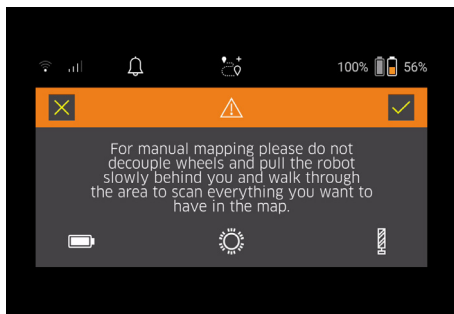 100% 56%
For manual mapping please do not
decouple wheels and pull the robot
slowly behind you and walk through
the area to scan everything you want to
have in the map.